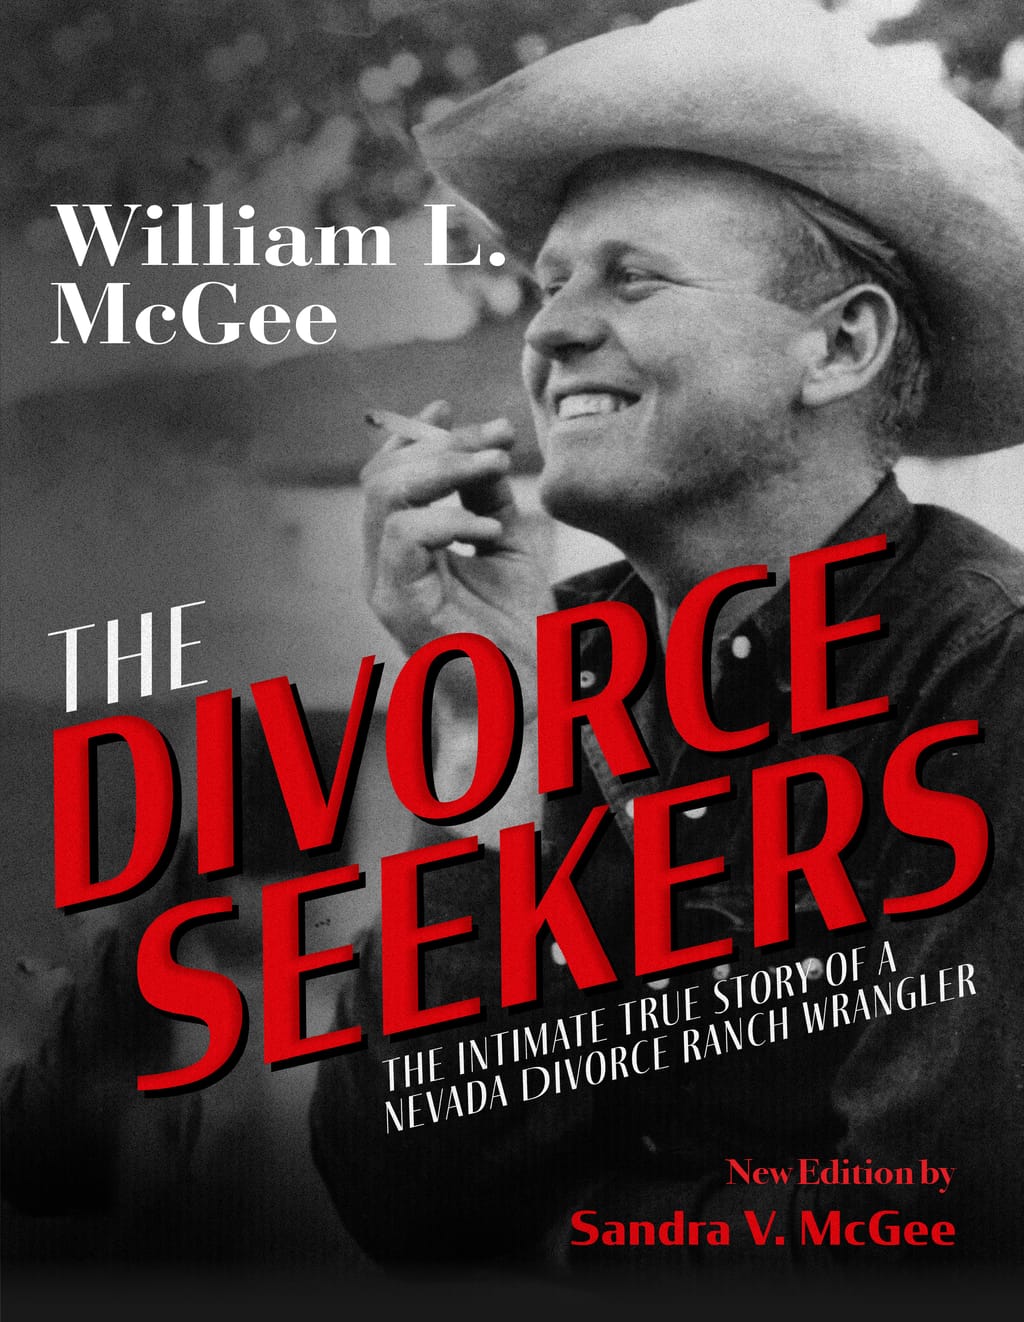 William L.
McGee
THE
DIVORCE
SEEKERS
THE INTIMATE TRUE STORY OF A
NEVADA DIVORCE RANCH WRANGLER
New Edition by
Sandra V. McGee